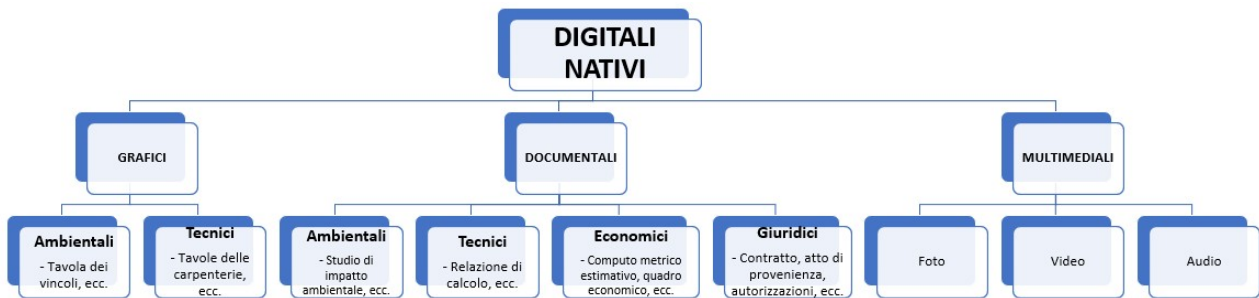 DIGITALI
NATIVI
GRAFICI
DOCUMENTALI
MULTIMEDIALI
Ambientali
- Tavola dei
vincoli, ecc.
Tecnici
- Tavole delle
carpenterie,
ecc.
Ambientali
- Studio di
impatto
ambientale, ecc.
Tecnici
- Relazione di
calcolo, ecc.
Economici
- Computo metrico
estimativo, quadro
economico, ecc.
Giuridici
- Contratto, atto di
provenienza,
autorizzazioni, ecc.
Foto
Video
Audio